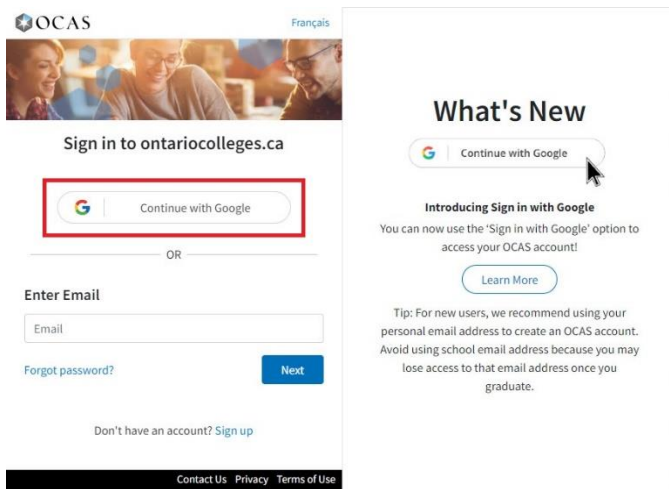 OCAS
Français
Sign in to ontariocolleges.ca
Continue with Google
OR
Enter Email
Email
Forgot password?
Next
Don't have an account? Sign up
Contact Us Privacy Terms of Use
What's New
Continue with Google
Introducing Sign in with Google
You can now use the 'Sign in with Google' option to
access your OCAS account!
Learn More
Tip: For new users, we recommend using your
personal email address to create an OCAS account.
Avoid using school email address because you may
lose access to that email address once you
graduate.